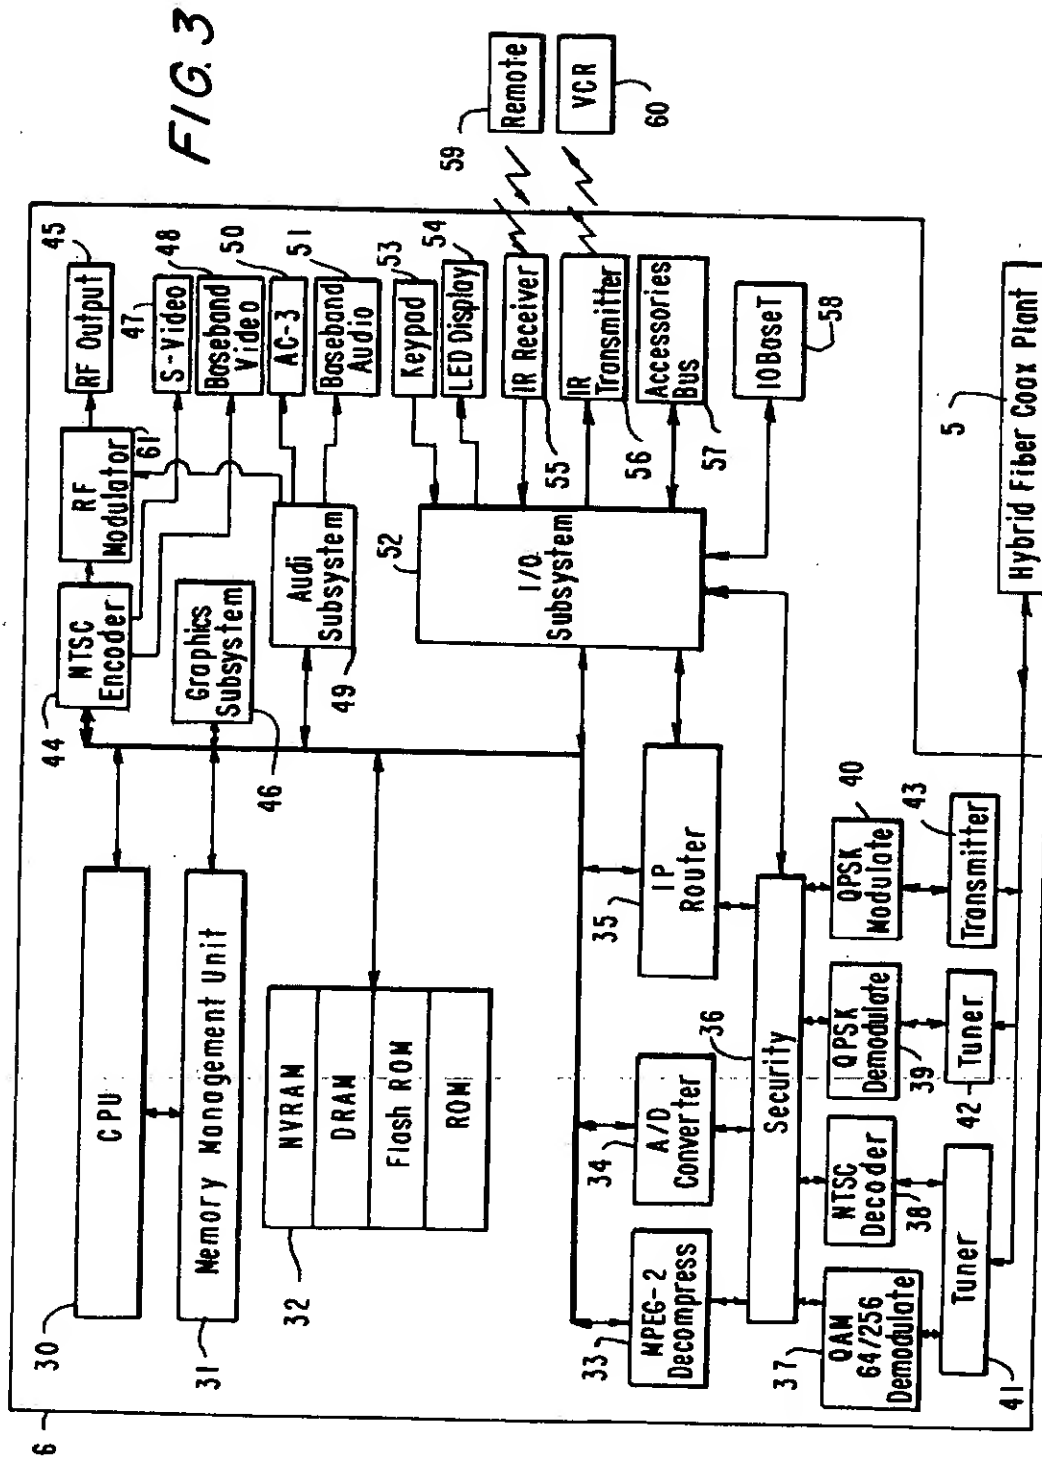 FIG. 3
6
30
CPU
31
Memory Management Unit
32
NVRAM
DRAM
Flash ROM
ROM
44
NTSC
Encoder
RF
Modulator
61
RF Output
45
47
S-Video
48
Baseband
Video
50
AC-3
51
Baseband
Audio
46
Graphics
Subsystem
49
Audi
Subsystem
53
Keypad
54
LED Display
52
I/O
Subsystem
55
IR Receiver
56
IR
Transmitter
57
Accessories
Bus
58
10BaseT
59
Remote
60
VCR
33
MPEG-2
Decompress
34
A/D
Converter
35
IP
Router
36
Security
37
QAM
64/256
Demodulate
38
NTSC
Decoder
39
QPSK
Demodulate
40
QPSK
Modulate
41
Tuner
42
Tuner
43
Transmitter
5
Hybrid Fiber Coax Plant